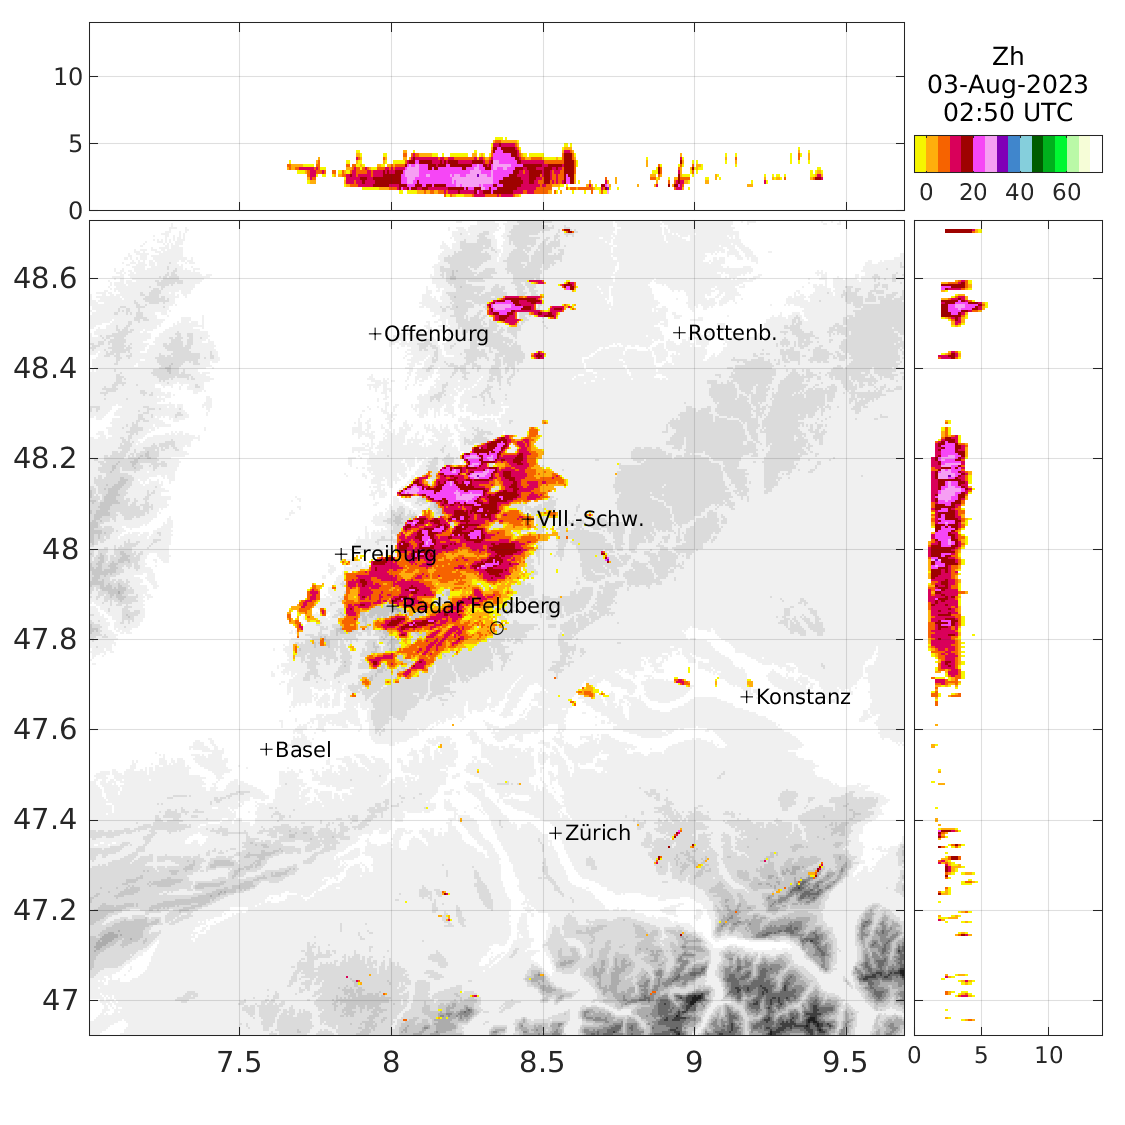 10
5
0
Zh
03-Aug-2023
02:50 UTC
0 20 40 60
48.6
48.4
48.2
48
47.8
47.6
47.4
47.2
47
+Offenburg
+Rottenb.
+Vill.-Schw.
+Freiburg
+Radar Feldberg
+Konstanz
+Basel
+Zürich
7.5 8 8.5 9 9.5
0 5 10